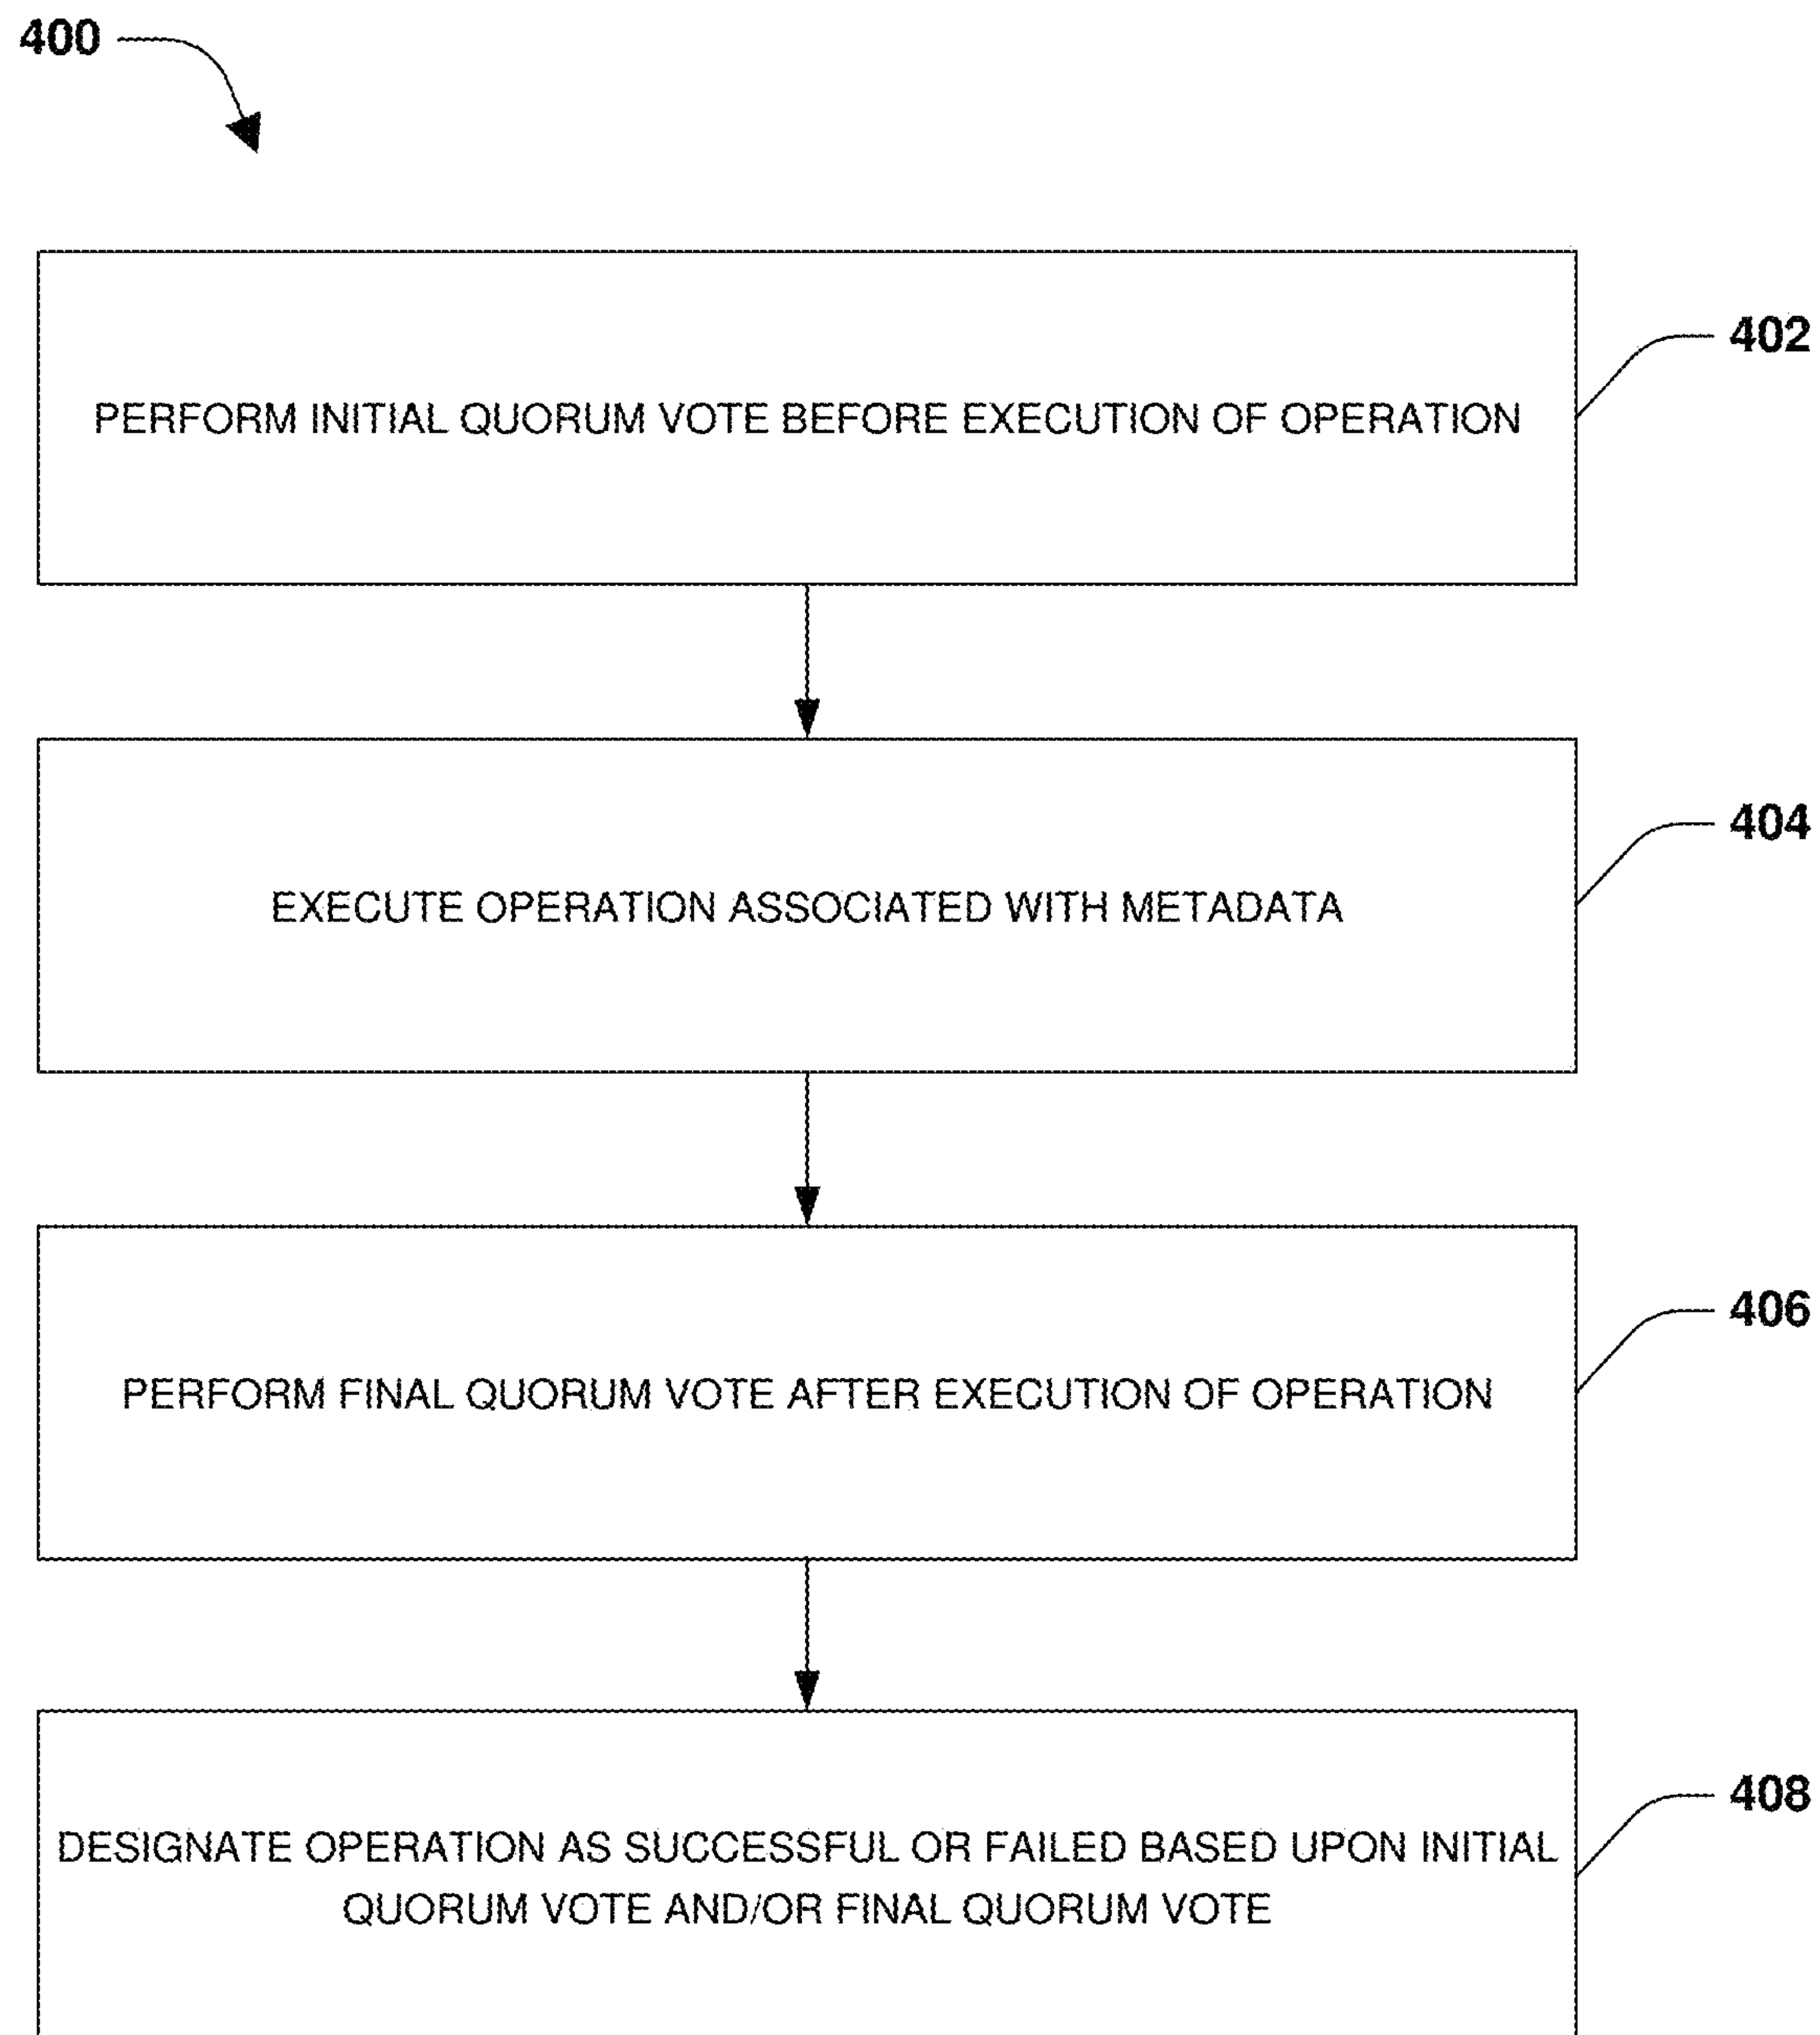 400
PERFORM INITIAL QUORUM VOTE BEFORE EXECUTION OF OPERATION
402
EXECUTE OPERATION ASSOCIATED WITH METADATA
404
PERFORM FINAL QUORUM VOTE AFTER EXECUTION OF OPERATION
406
DESIGNATE OPERATION AS SUCCESSFUL OR FAILED BASED UPON INITIAL
QUORUM VOTE AND/OR FINAL QUORUM VOTE
408